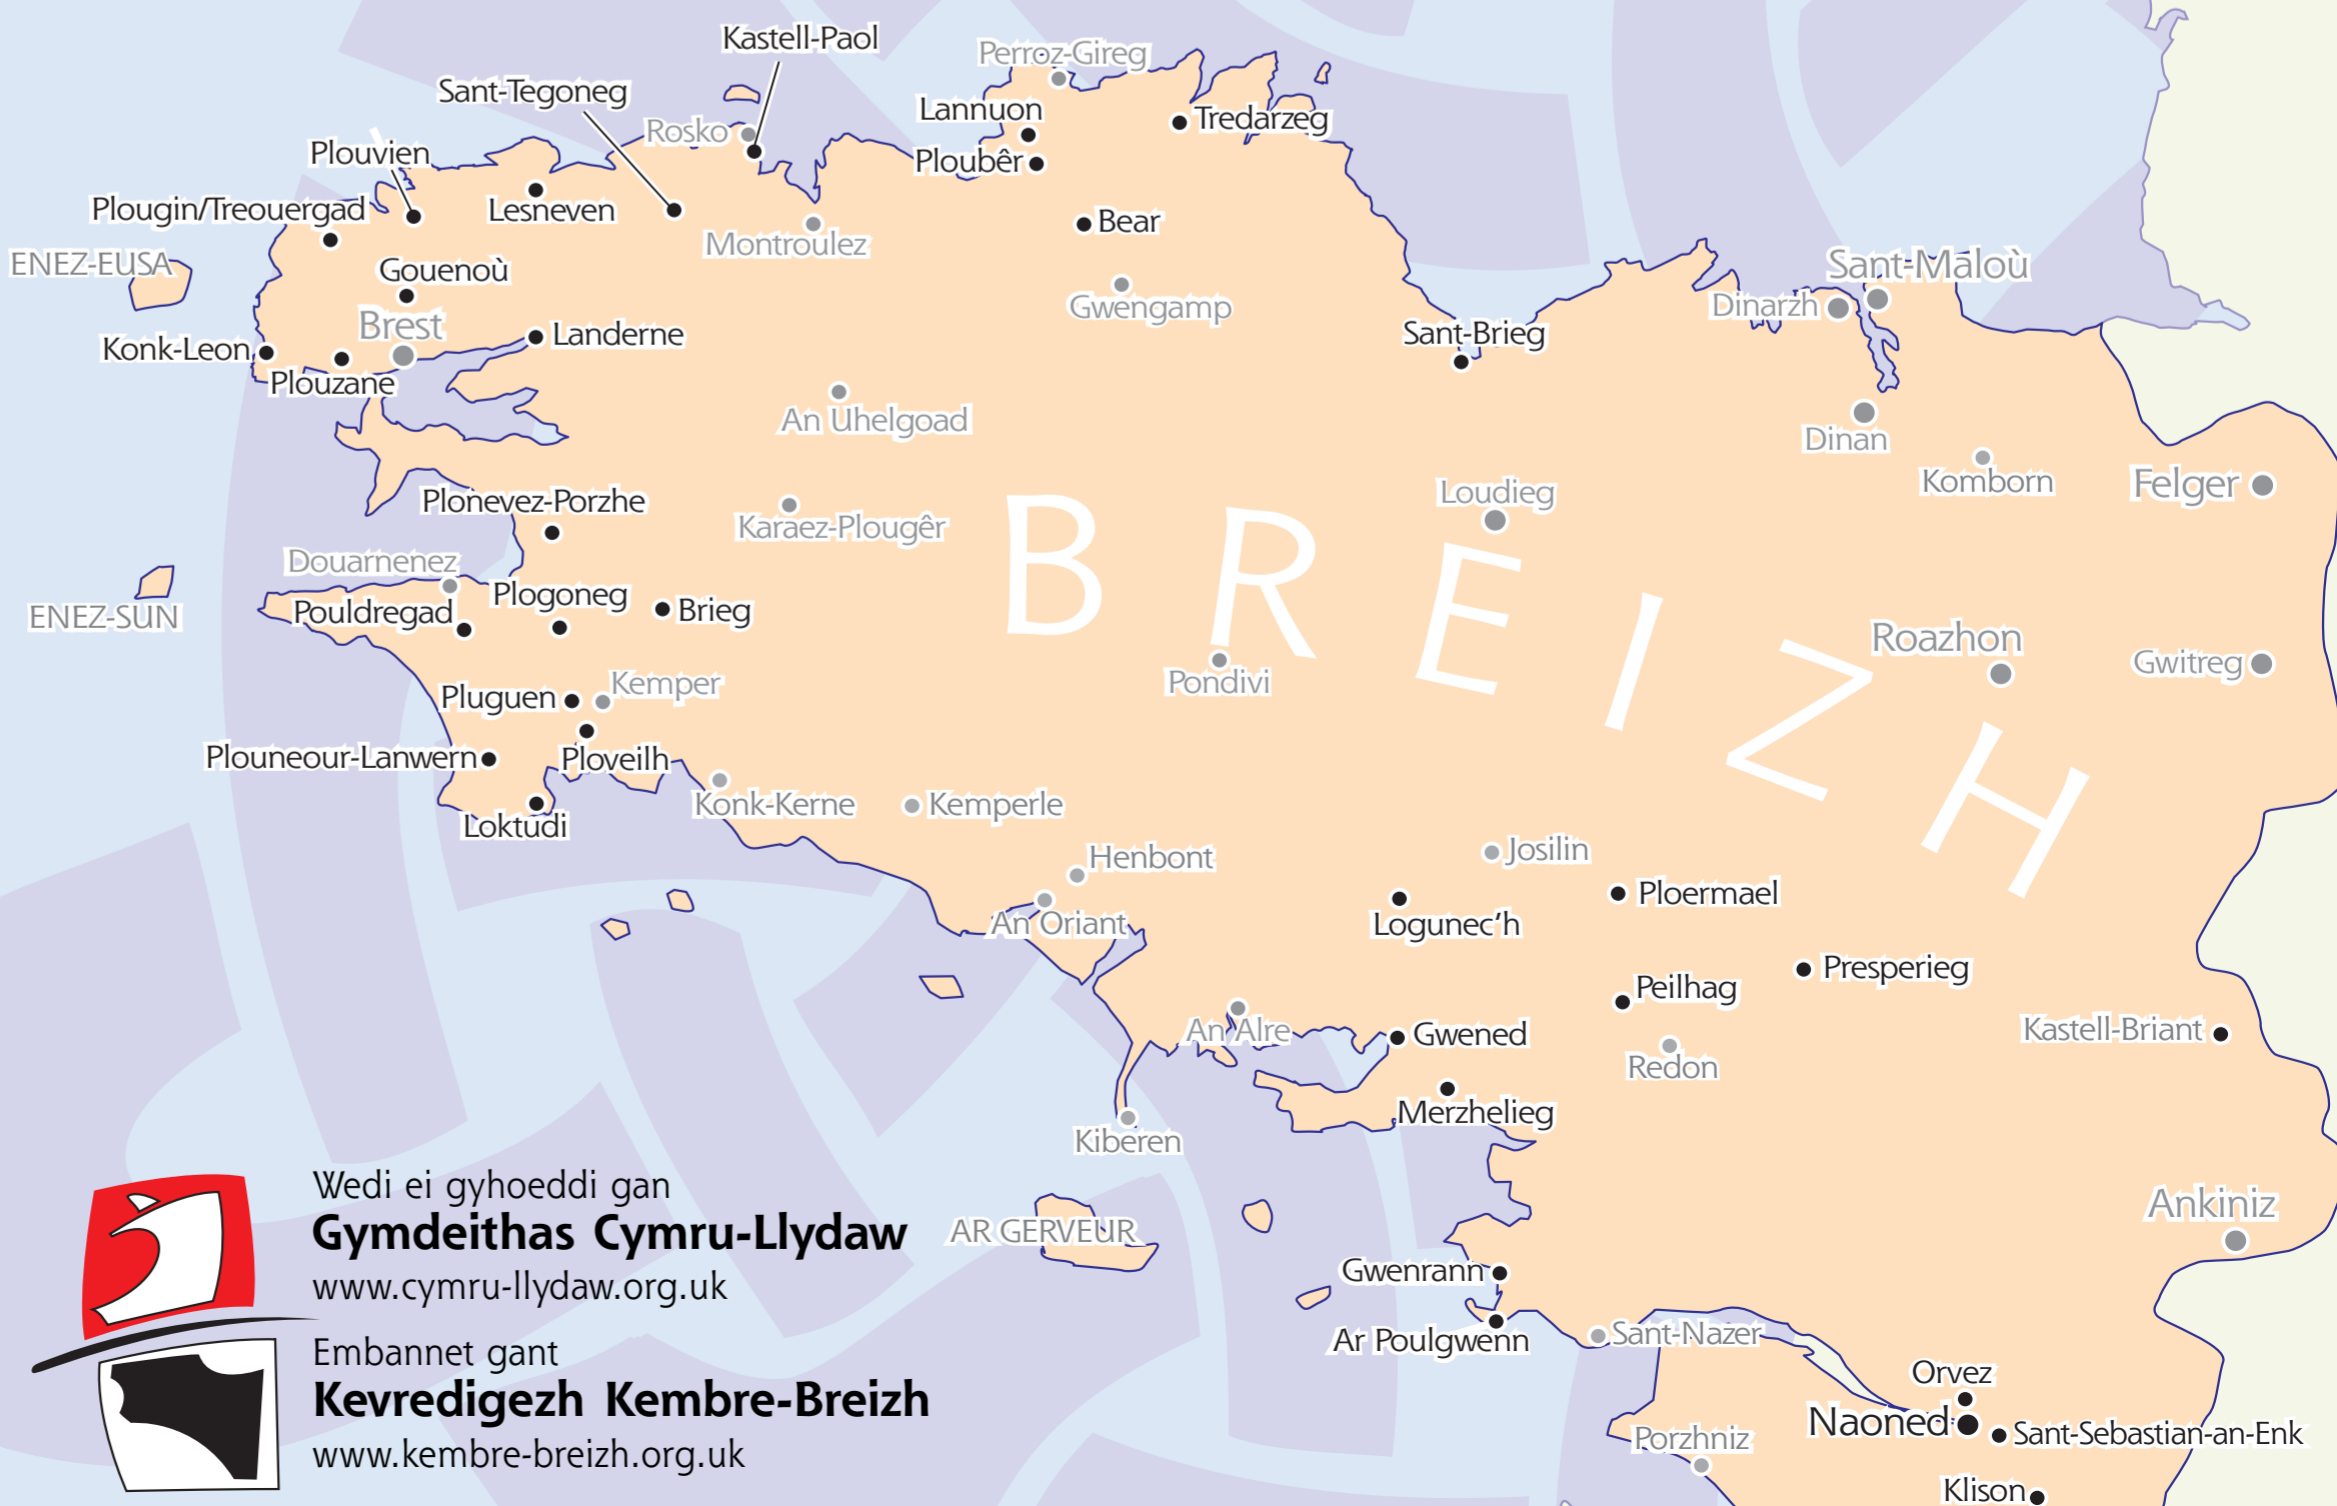 Kastell-Paol
Perroz-Gireg
Sant-Tegoneg
Lannuon
Tredarzeg
Rosko
Plouvien
Ploubêr
Plougin/Treouergad
Lesneven
Bear
Montroulez
ENEZ-EUSA
Gouenoù
Sant-Maloù
Gwengamp
Dinarzh
Brest
Landerne
Sant-Brieg
Konk-Leon
Plouzane
An Uhelgoad
Dinan
Komborn
Felger
Loudieg
Plonevez-Porzhe
Karaez-Plougêr
BREIZH
Douarnenez
Plogoneg
Pouldregad
Brieg
ENEZ-SUN
Roazhon
Gwitreg
Pondivi
Kemper
Pluguen
Plouneour-Lanwern
Ploveilh
Konk-Kerne
Kemperle
Loktudi
Josilin
Henbont
Ploermael
An Oriant
Logunec’h
Presperieg
Peilhag
An Alre
Gwened
Kastell-Briant
Redon
Merzhelieg
Kiberen
Wedi ei gyhoeddi gan
Gymdeithas Cymru-Llydaw
www.cymru-llydaw.org.uk
AR GERVEUR
Ankiniz
Gwenrann
Ar Poulgwenn
Sant-Nazer
Embannet gant
Kevredigezh Kembre-Breizh
www.kembre-breizh.org.uk
Orvez
Naoned
Sant-Sebastian-an-Enk
Porzhniz
Klison